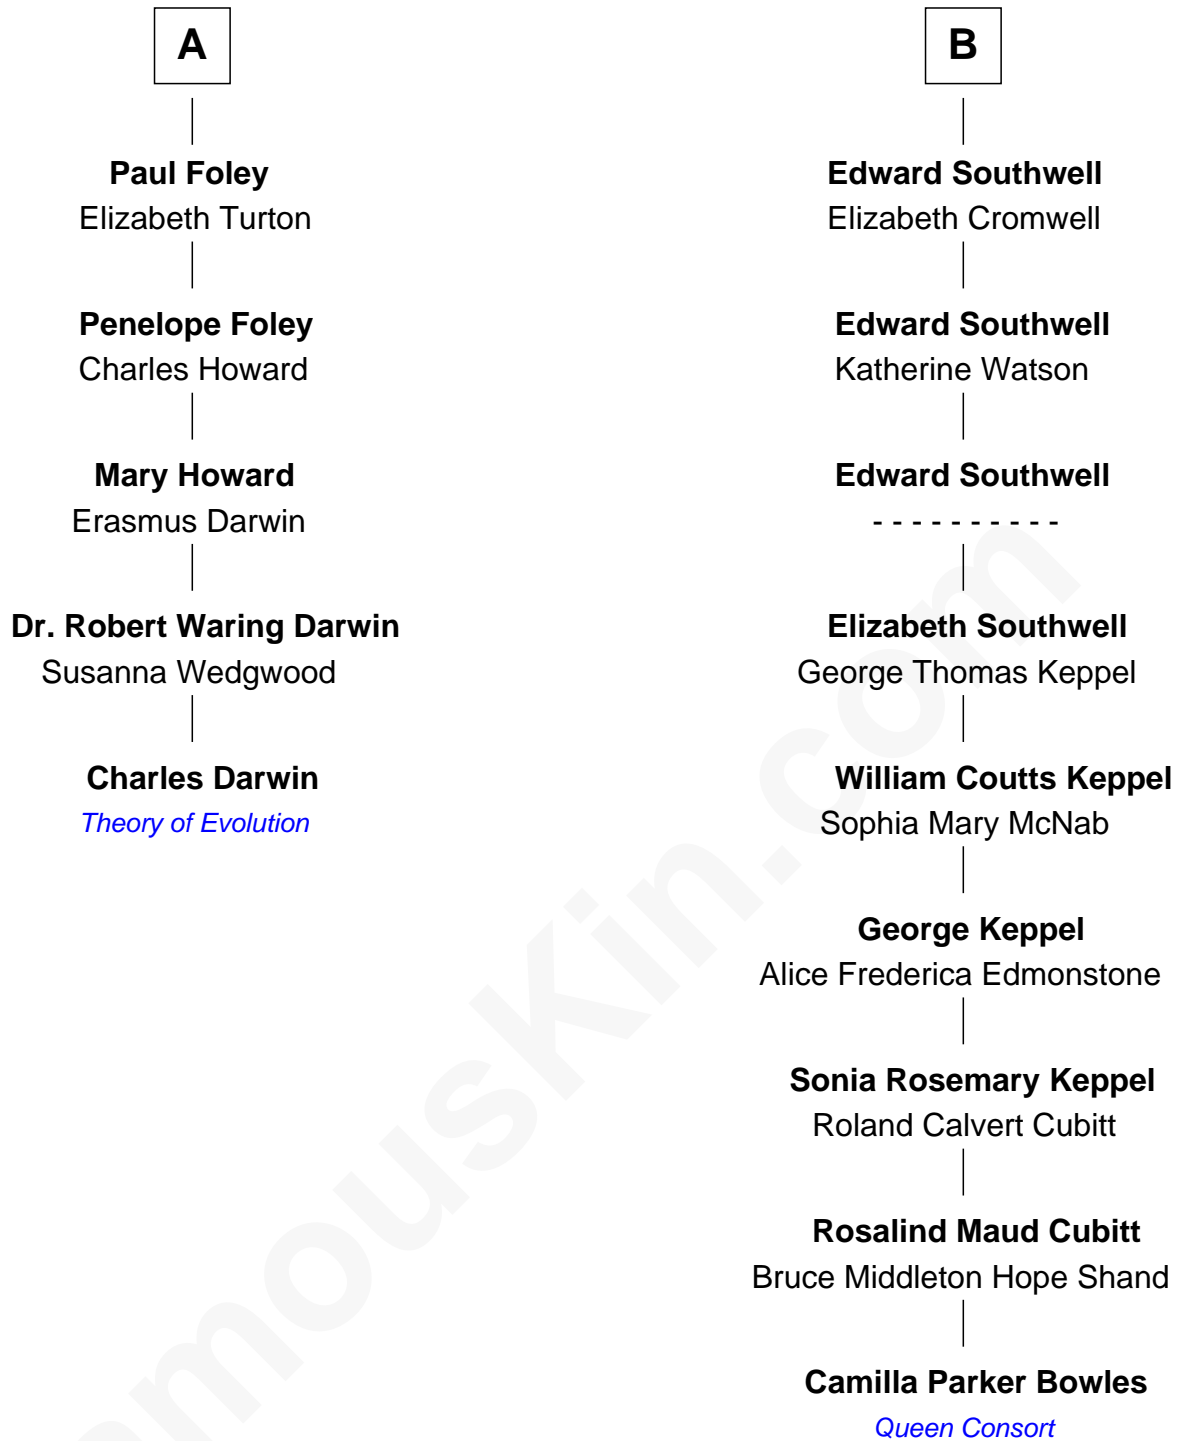 A
Paul Foley
Elizabeth Turton
Penelope Foley
Charles Howard
Mary Howard
Erasmus Darwin
Dr. Robert Waring Darwin
Susanna Wedgwood
Charles Darwin
Theory of Evolution
B
Edward Southwell
Elizabeth Cromwell
Edward Southwell
Katherine Watson
Edward Southwell
- - - - - - - - - -
Elizabeth Southwell
George Thomas Keppel
William Coutts Keppel
Sophia Mary McNab
George Keppel
Alice Frederica Edmonstone
Sonia Rosemary Keppel
Roland Calvert Cubitt
Rosalind Maud Cubitt
Bruce Middleton Hope Shand
Camilla Parker Bowles
Queen Consort
mouskin.com